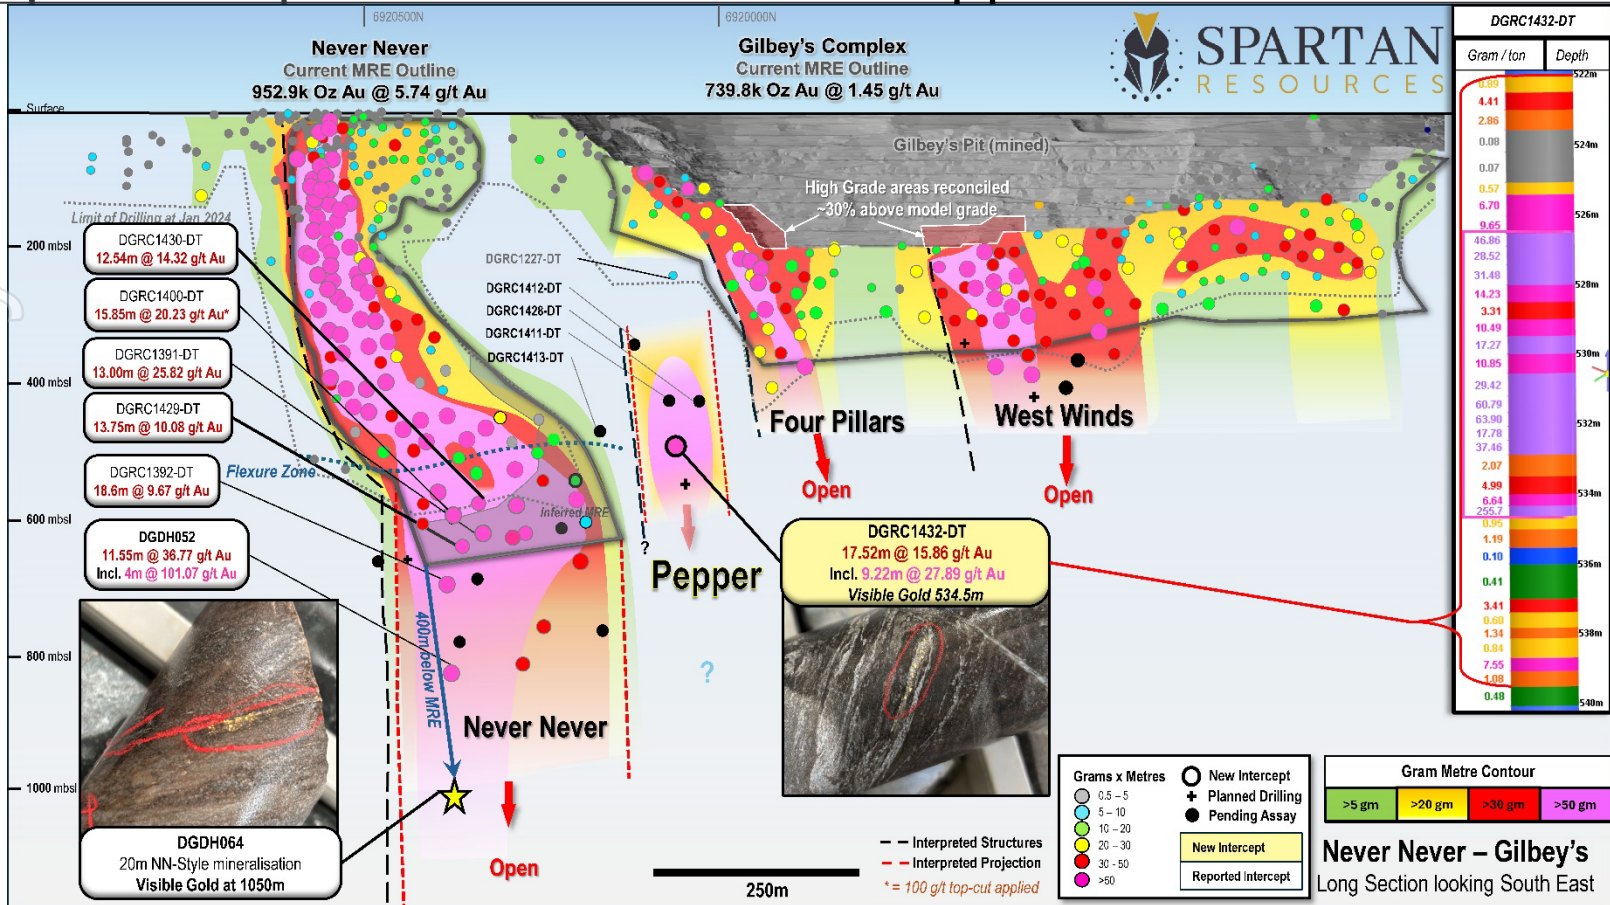 6920500N
6920000N
Never Never
Current MRE Outline
952.9k Oz Au @ 5.74 g/t Au
Gilbey's Complex
Current MRE Outline
739.8k Oz Au @ 1.45 g/t Au
SPARTAN
RESOURCES
Surface
Gilbey's Pit (mined)
High Grade areas reconciled
~30% above model grade
Limit of Drilling at Jan 2024
200 mbsl
400 mbsl
600 mbsl
800 mbsl
1000 mbsl
DGRC1430-DT
12.54m @ 14.32 g/t Au
DGRC1400-DT
15.85m @ 20.23 g/t Au*
DGRC1391-DT
13.00m @ 25.82 g/t Au
DGRC1429-DT
13.75m @ 10.08 g/t Au
DGRC1392-DT
18.6m @ 9.67 g/t Au
DGDH052
11.55m @ 36.77 g/t Au
Incl. 4m @ 101.07 g/t Au
Flexure Zone
Inferred MRE
DGRC1227-DT
DGRC1412-DT
DGRC1428-DT
DGRC1411-DT
DGRC1413-DT
Four Pillars
Open
West Winds
Open
?
Pepper
?
DGRC1432-DT
17.52m @ 15.86 g/t Au
Incl. 9.22m @ 27.89 g/t Au
Visible Gold 534.5m
400m below MRE
Never Never
Open
DGDH064
20m NN-Style mineralisation
Visible Gold at 1050m
250m
Interpreted Structures
Interpreted Projection
* = 100 g/t top-cut applied
Grams x Metres
0.5 - 5
5 - 10
10 - 20
20 - 30
30 - 50
>50
New Intercept
Planned Drilling
Pending Assay
New Intercept
Reported Intercept
Gram Metre Contour
>5 gm
>20 gm
>30 gm
>50 gm
Never Never – Gilbey's
Long Section looking South East
DGRC1432-DT
Gram / ton
Depth
0.89
4.41
2.86
0.08
0.07
0.57
6.70
9.65
46.86
28.52
31.48
14.23
3.31
10.49
17.27
10.85
29.42
60.79
63.90
17.78
37.46
2.07
4.99
6.64
255.7
0.95
1.19
0.10
0.41
3.41
0.60
1.34
0.84
7.55
1.08
0.48
522m
524m
526m
528m
530m
532m
534m
536m
538m
540m